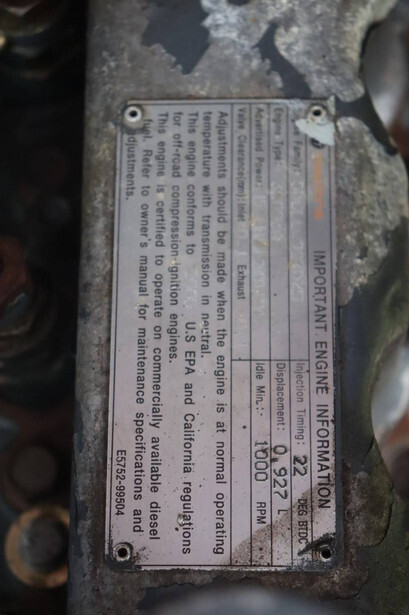 IMPORTANT ENGINE INFORMATION
Family: Injection Timing: 22 DEG BTDC
Engine Type: Displacement: 0.927 L
Advertised Power: Idle Min.: 1000 RPM
Valve Clearance(mm): Inlet Exhaust
Adjustments should be made when the engine is at normal operating
temperature with transmission in neutral.
This engine conforms to U.S EPA and California regulations
for off-road compression-ignition engines.
This engine is certified to operate on commercially available diesel
fuel. Refer to owner's manual for maintenance specifications and
adjustments.
E5752-99504